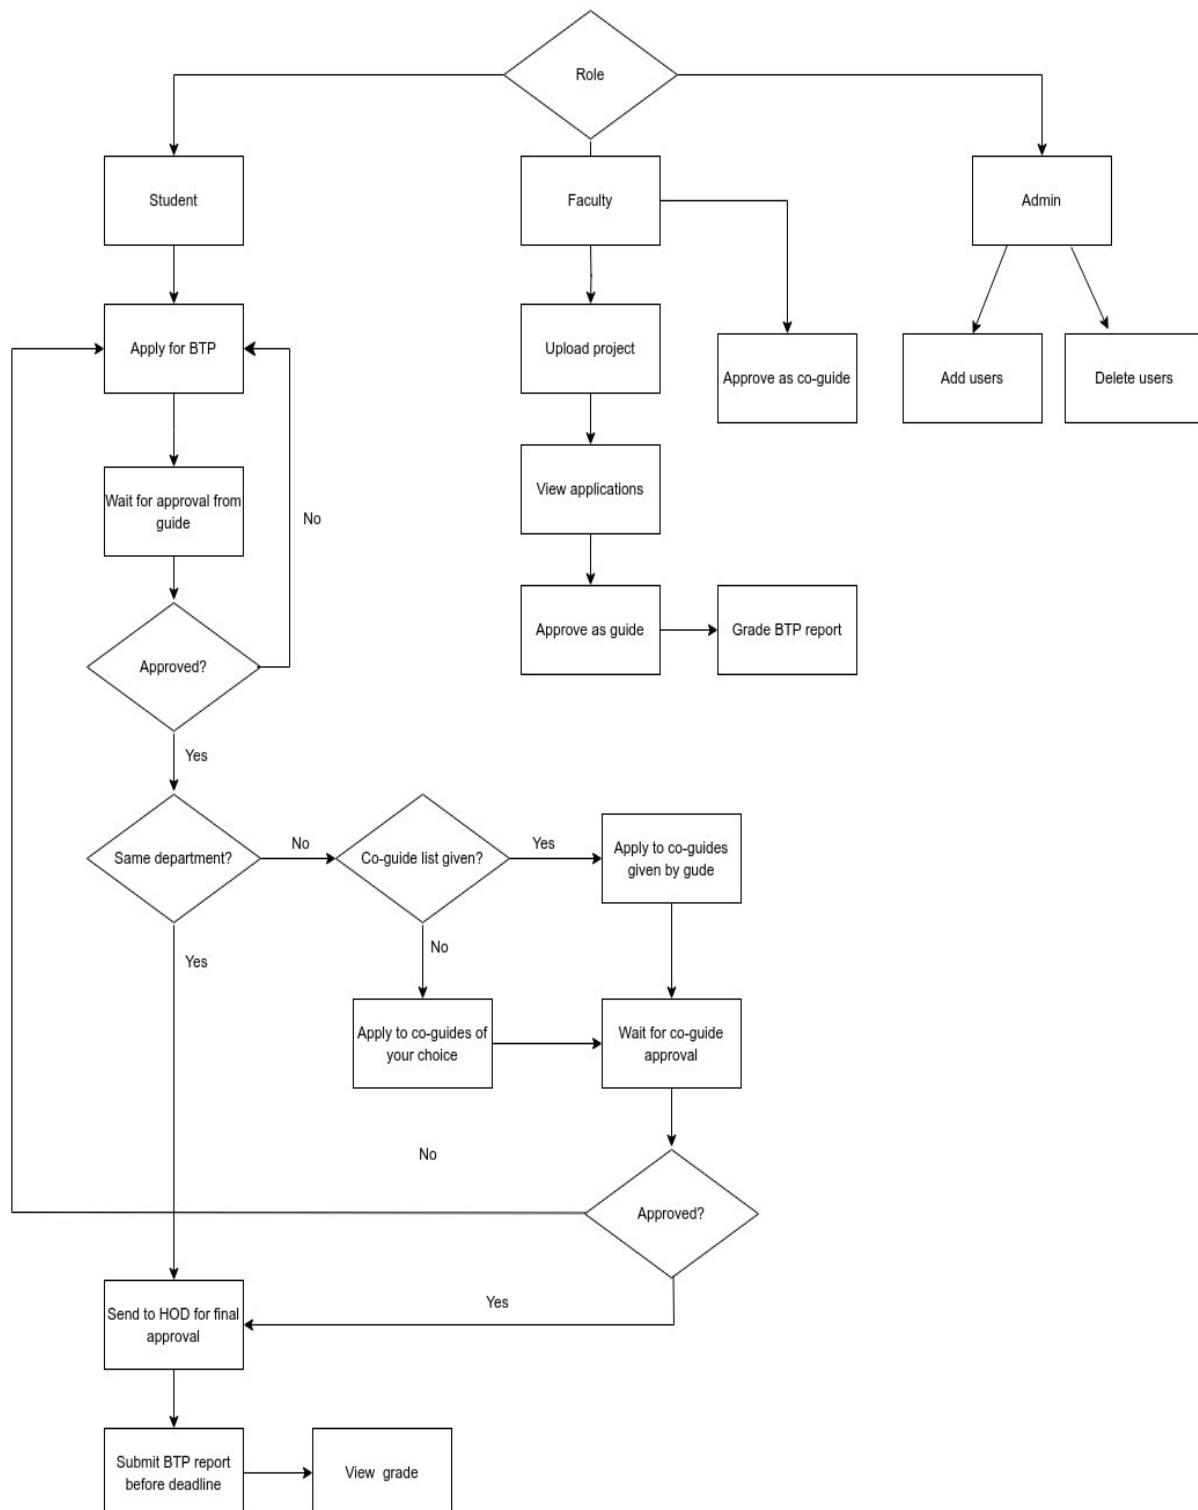 Role
Student
Faculty
Admin
Apply for BTP
Upload project
Approve as co-guide
Add users
Delete users
Wait for approval from
guide
No
View applications
Approve as guide
Grade BTP report
Approved?
Yes
Same department?
No
Co-guide list given?
Yes
Apply to co-guides
given by gude
Yes
No
Apply to co-guides of
your choice
Wait for co-guide
approval
No
Approved?
Yes
Send to HOD for final
approval
Submit BTP report
before deadline
View grade